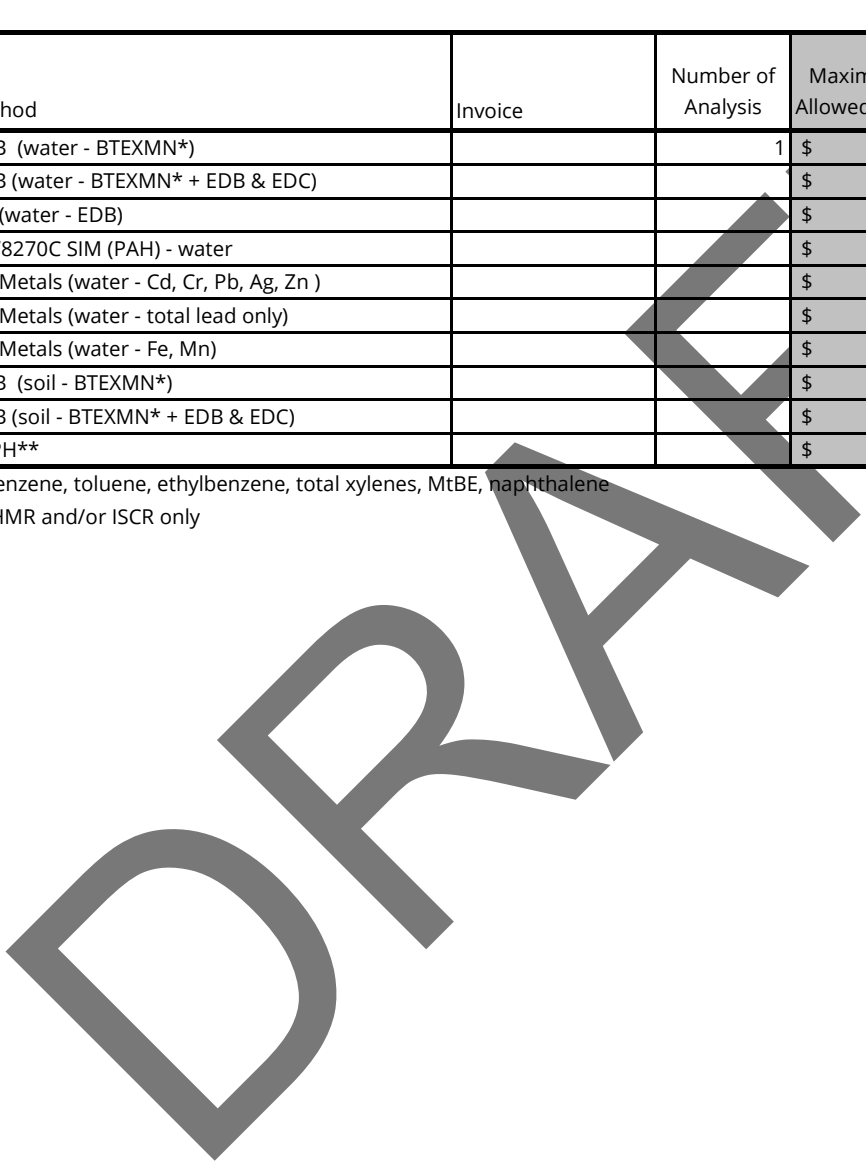 Number of Maxim
hod Invoice Analysis Allowed
B (water - BTEXMN*) 1 $
B (water - BTEXMN* + EDB & EDC) $
(water - EDB) $
/8270C SIM (PAH) - water $
Metals (water - Cd, Cr, Pb, Ag, Zn ) $
Metals (water - total lead only) $
Metals (water - Fe, Mn) $
B (soil - BTEXMN*) $
B (soil - BTEXMN* + EDB & EDC) $
PH** $
enzene, toluene, ethylbenzene, total xylenes, MtBE, naphthalene
HMR and/or ISCR only
DRAF